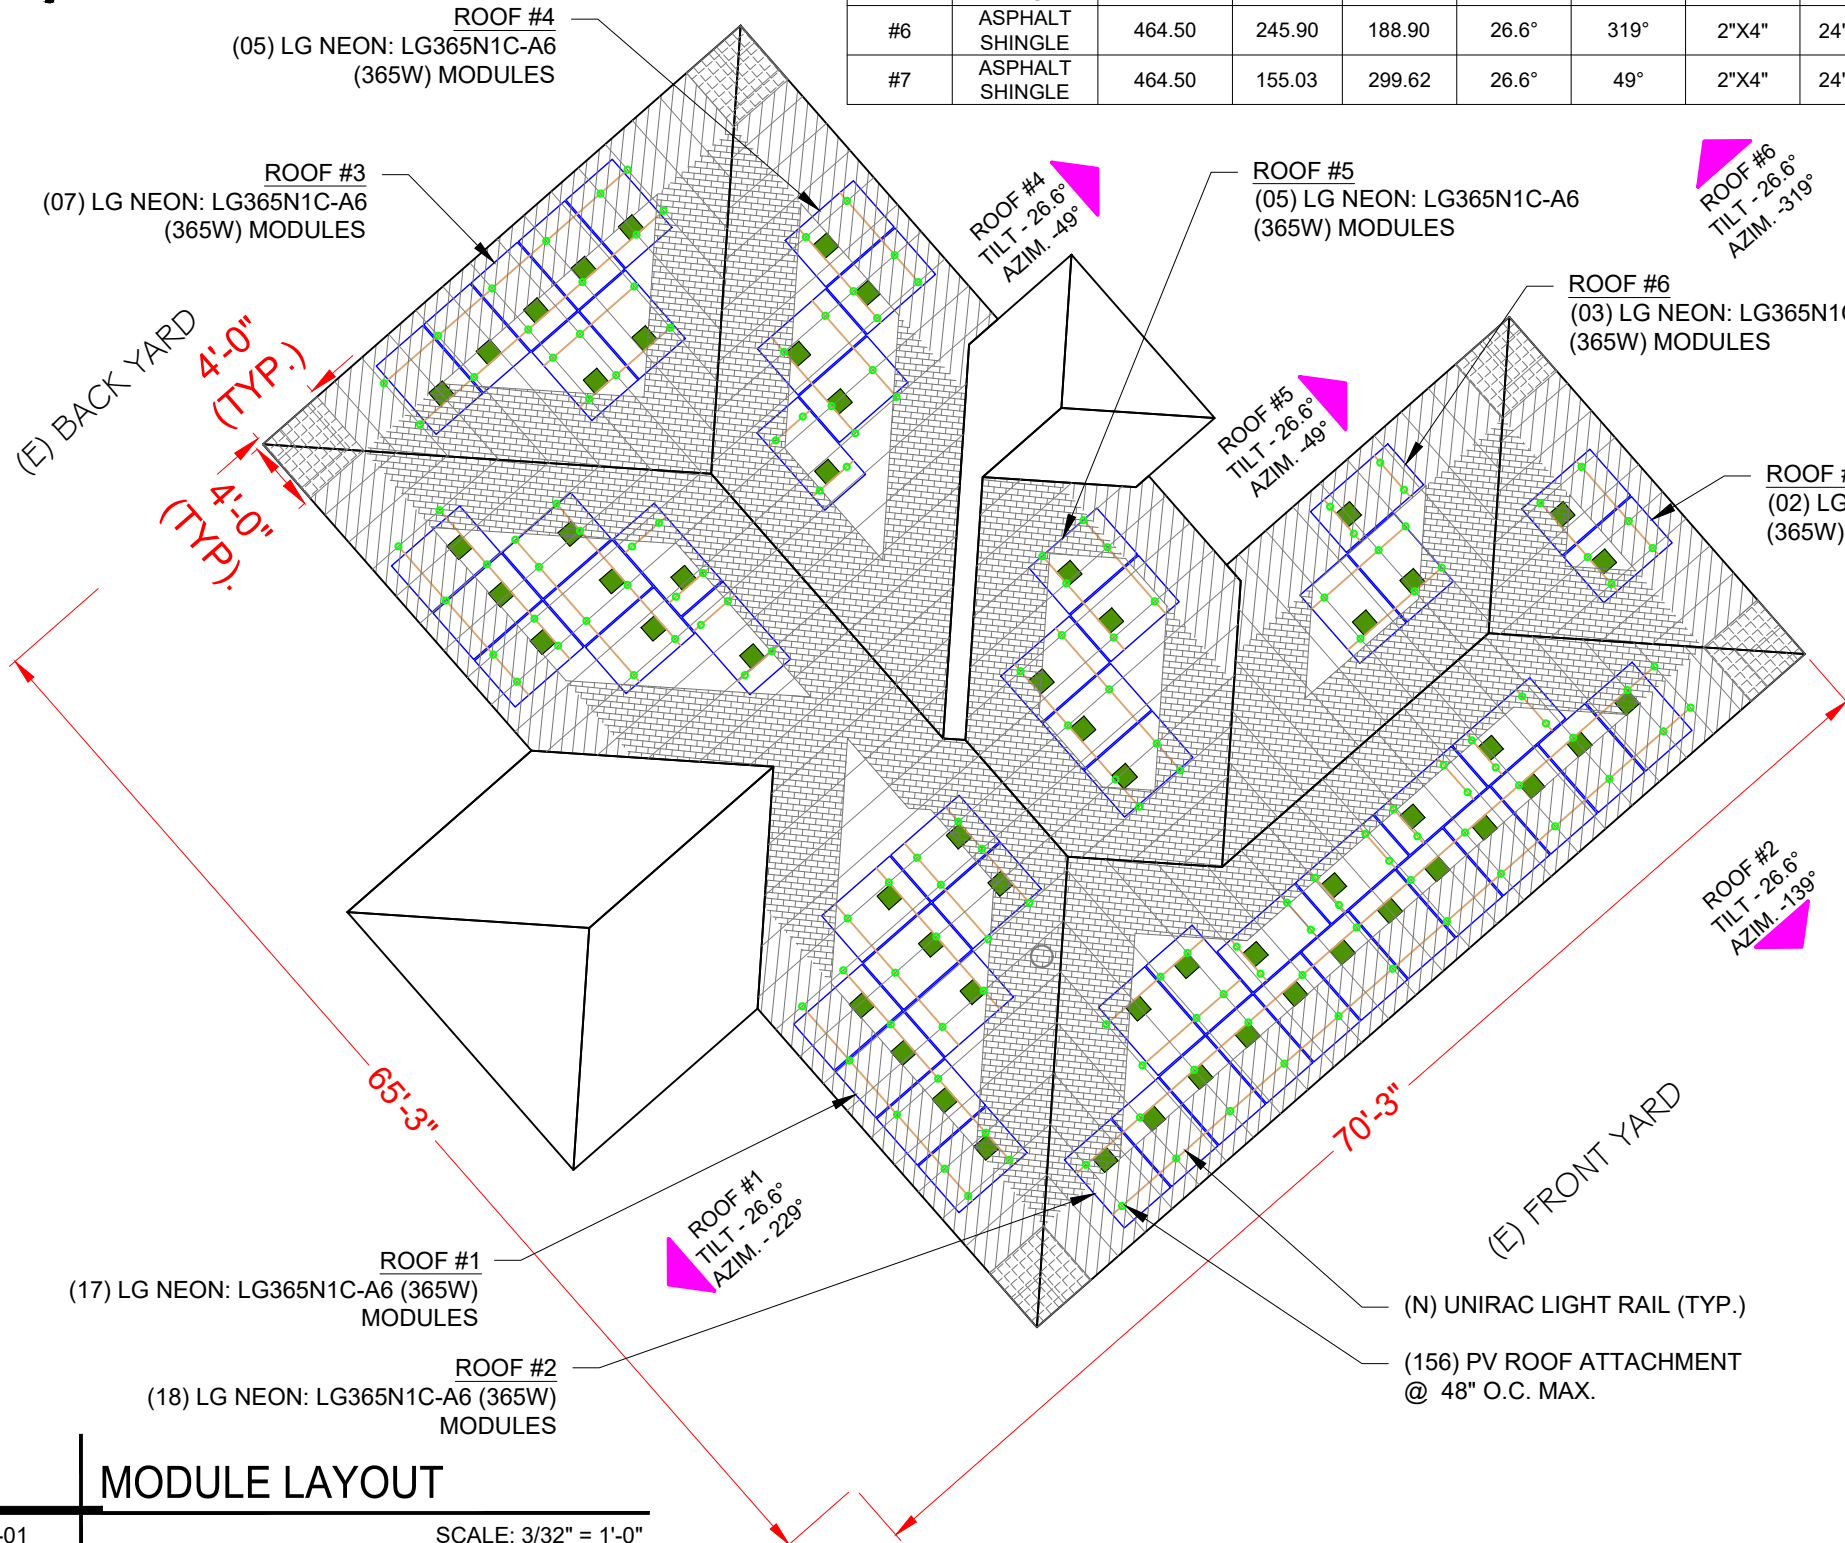 #6 ASPHALT SHINGLE 464.50 245.90 188.90 26.6° 319° 2"X4" 24"
#7 ASPHALT SHINGLE 464.50 155.03 299.62 26.6° 49° 2"X4" 24"
ROOF #4
(05) LG NEON: LG365N1C-A6
(365W) MODULES
ROOF #3
(07) LG NEON: LG365N1C-A6
(365W) MODULES
ROOF #4
TILT - 26.6°
AZIM. -49°
ROOF #5
(05) LG NEON: LG365N1C-A6
(365W) MODULES
ROOF #6
TILT - 26.6°
AZIM. -319°
ROOF #6
(03) LG NEON: LG365N1
(365W) MODULES
ROOF #5
TILT - 26.6°
AZIM. -49°
ROOF #
(02) LG
(365W)
(E) BACK YARD
4'-0"
(TYP.)
4'-0"
(TYP).
65'-3"
70'-3"
ROOF #2
TILT - 26.6°
AZIM. -139°
(E) FRONT YARD
ROOF #1
TILT - 26.6°
AZIM. - 229°
ROOF #1
(17) LG NEON: LG365N1C-A6 (365W)
MODULES
ROOF #2
(18) LG NEON: LG365N1C-A6 (365W)
MODULES
(N) UNIRAC LIGHT RAIL (TYP.)
(156) PV ROOF ATTACHMENT
@ 48" O.C. MAX.
MODULE LAYOUT
-01
SCALE: 3/32" = 1'-0"